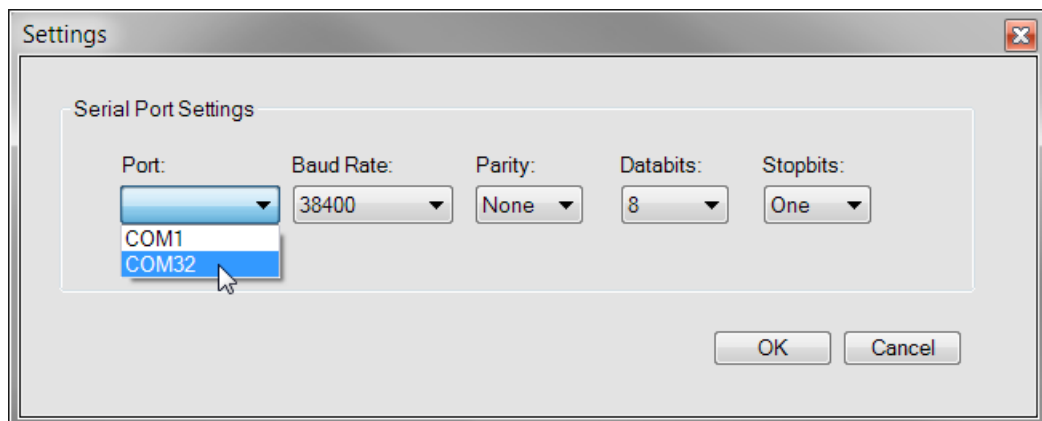 Settings
Serial Port Settings
Port: Baud Rate: Parity: Databits: Stopbits:
38400 None 8 One
COM1
COM32
OK Cancel